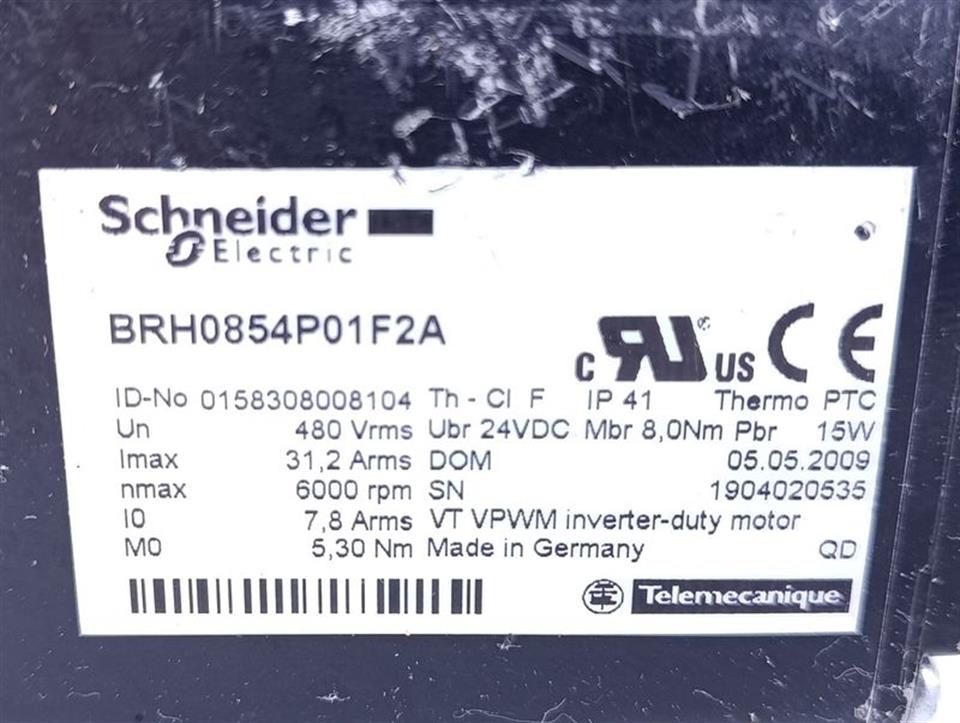 Schneider
Electric
BRH0854P01F2A
c RU ® US CE
ID-No 0158308008104 Th - Cl F IP 41 Thermo PTC
Un 480 Vrms Ubr 24VDC Mbr 8,0Nm Pbr 15W
Imax 31,2 Arms DOM 05.05.2009
nmax 6000 rpm SN 1904020535
I0 7,8 Arms VT VPWM inverter-duty motor
M0 5,30 Nm Made in Germany QD
Telemecanique